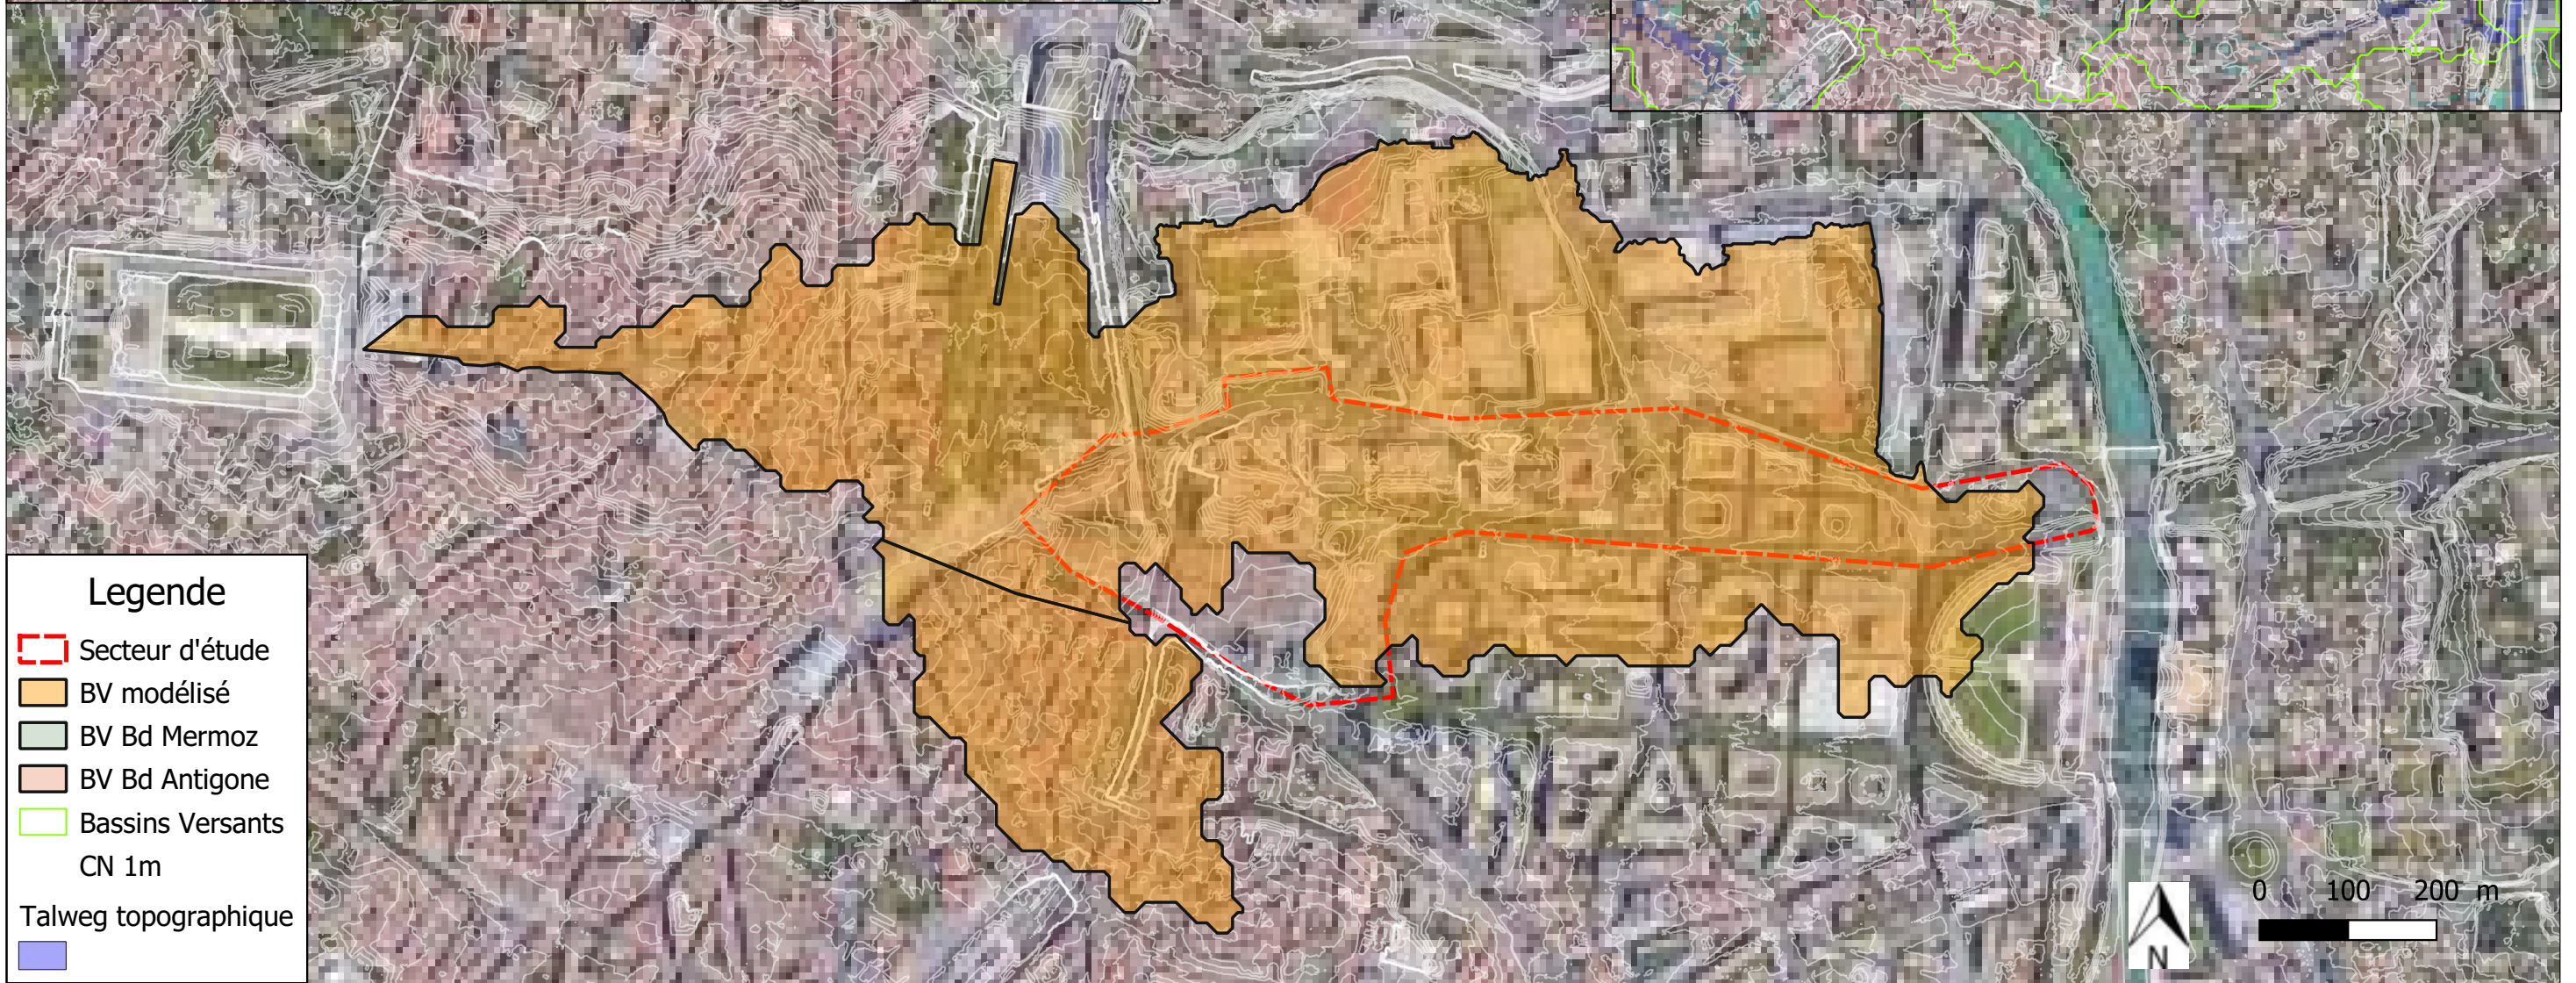 Legende
Secteur d'étude
BV modélisé
BV Bd Mermoz
BV Bd Antigone
Bassins Versants
CN 1m
Talweg topographique
0 100 200 m
N